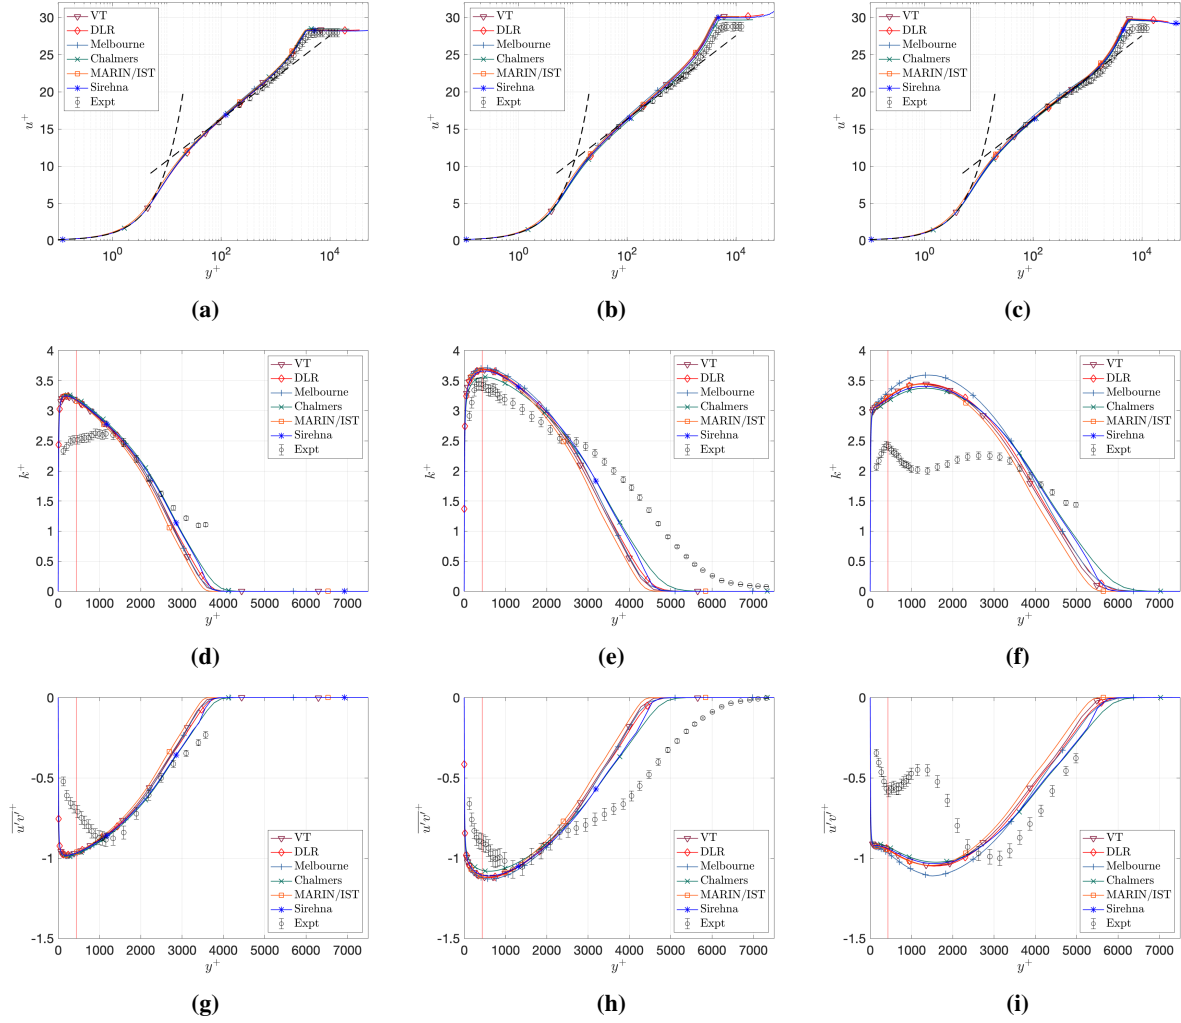 30
25
20
15
10
5
0
u+
10^0
10^2
10^4
y+
VT
DLR
Melbourne
Chalmers
MARIN/IST
Sirehna
Expt
(a)
30
25
20
15
10
5
0
u+
10^0
10^2
10^4
y+
VT
DLR
Melbourne
Chalmers
MARIN/IST
Sirehna
Expt
(b)
30
25
20
15
10
5
0
u+
10^0
10^2
10^4
y+
VT
DLR
Melbourne
Chalmers
MARIN/IST
Sirehna
Expt
(c)
4
3.5
3
2.5
2
1.5
1
0.5
0
k+
0 1000 2000 3000 4000 5000 6000 7000
y+
VT
DLR
Melbourne
Chalmers
MARIN/IST
Sirehna
Expt
(d)
4
3.5
3
2.5
2
1.5
1
0.5
0
k+
0 1000 2000 3000 4000 5000 6000 7000
y+
VT
DLR
Melbourne
Chalmers
MARIN/IST
Sirehna
Expt
(e)
4
3.5
3
2.5
2
1.5
1
0.5
0
k+
0 1000 2000 3000 4000 5000 6000 7000
y+
VT
DLR
Melbourne
Chalmers
MARIN/IST
Sirehna
Expt
(f)
0
-0.5
-1
-1.5
u'v'+
0 1000 2000 3000 4000 5000 6000 7000
y+
VT
DLR
Melbourne
Chalmers
MARIN/IST
Sirehna
Expt
(g)
0
-0.5
-1
-1.5
u'v'+
0 1000 2000 3000 4000 5000 6000 7000
y+
VT
DLR
Melbourne
Chalmers
MARIN/IST
Sirehna
Expt
(h)
0
-0.5
-1
-1.5
u'v'+
0 1000 2000 3000 4000 5000 6000 7000
y+
VT
DLR
Melbourne
Chalmers
MARIN/IST
Sirehna
Expt
(i)